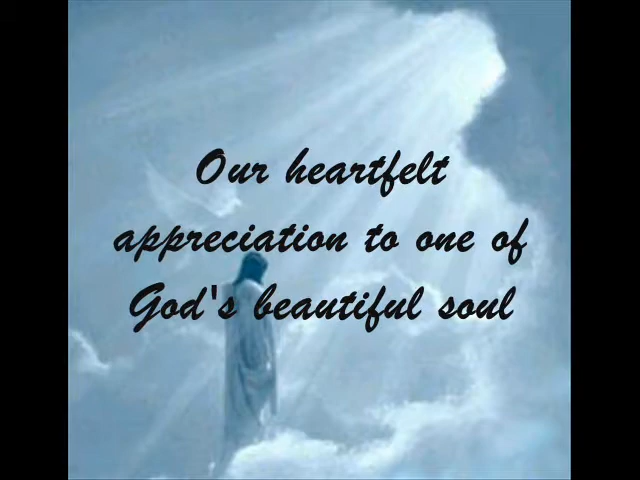 Our heartfelt
appreciation to one of
God's beautiful soul